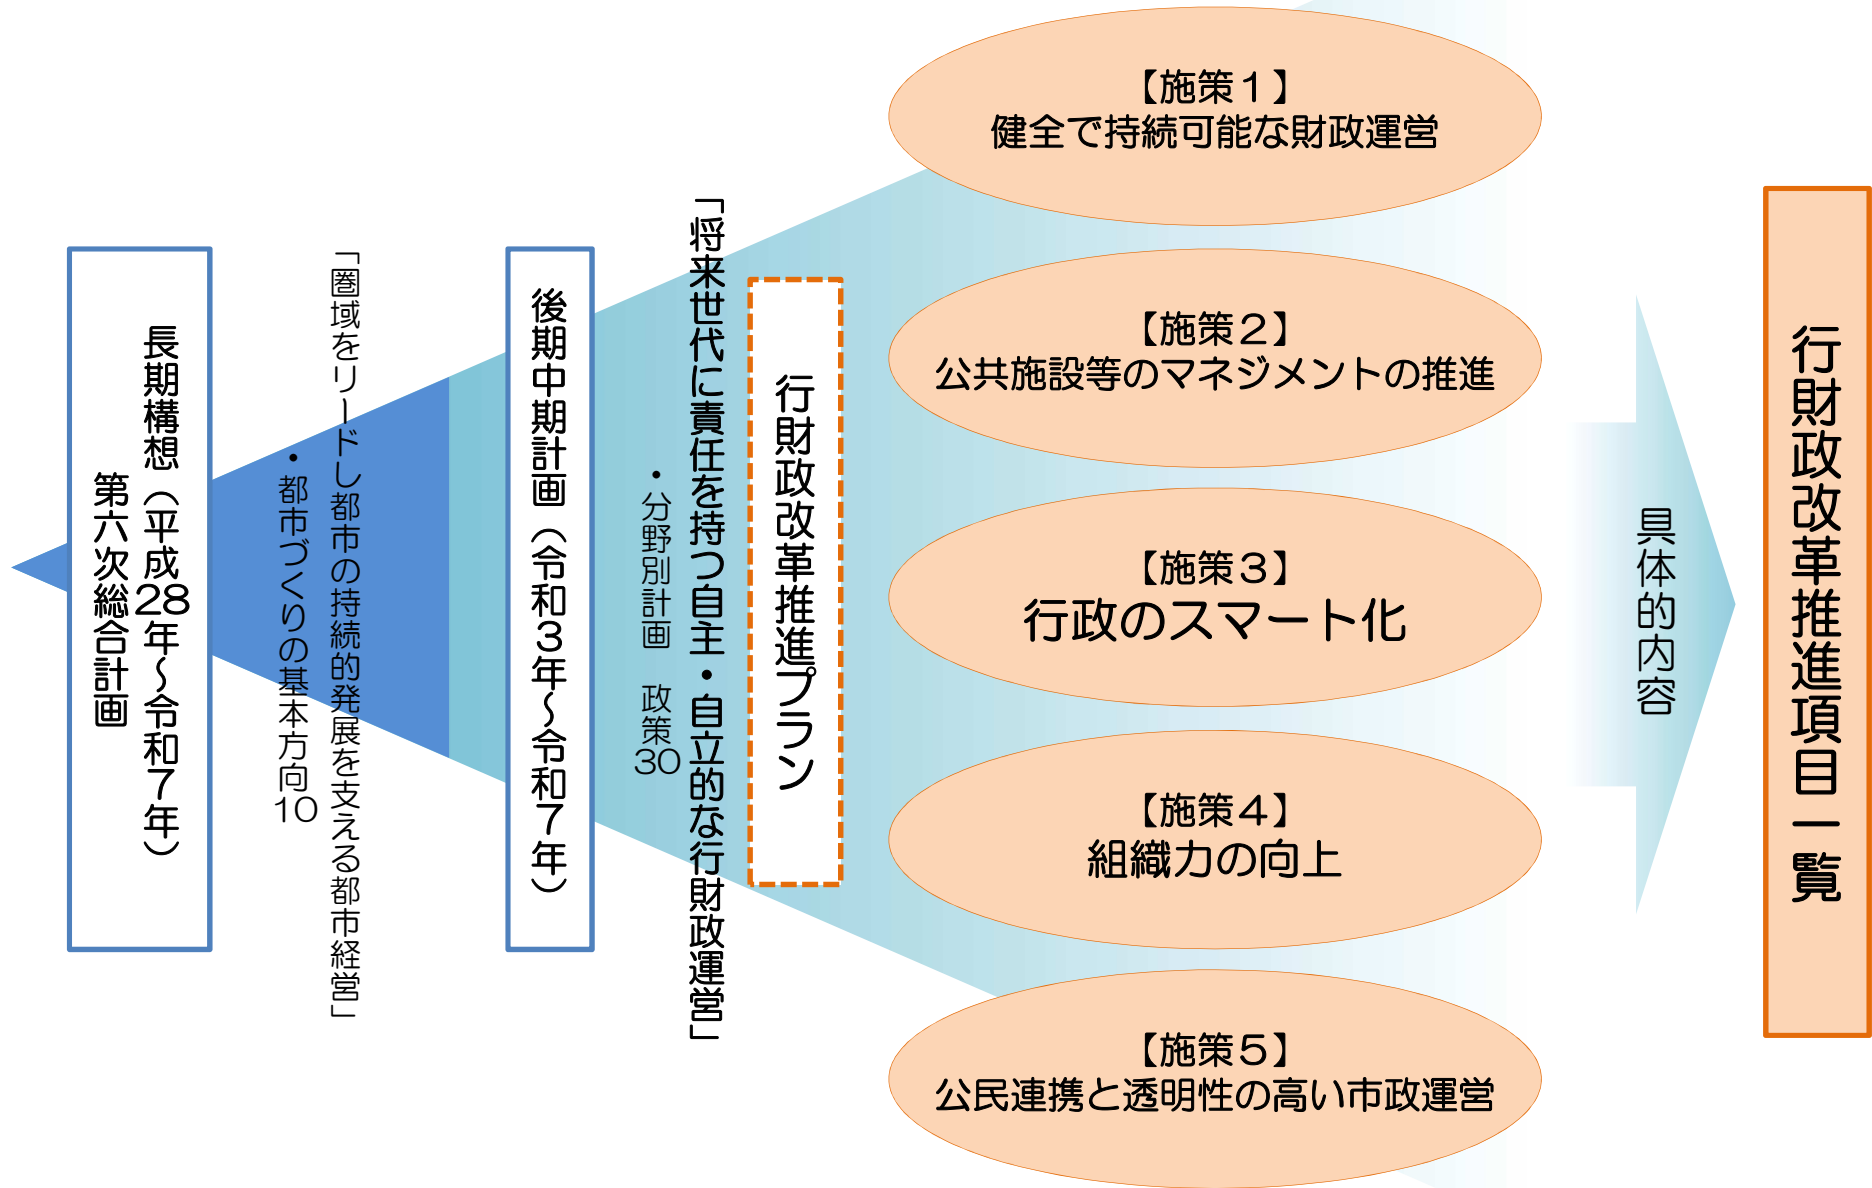 第六次総合計画
長期構想（平成28年～令和７年）
「圏域をリードし都市の持続的発展を支える都市経営」
・都市づくりの基本方向10
後期中期計画（令和３年～令和７年）
「将来世代に責任を持つ自主・自立的な行財政運営」
・分野別計画　政策30
行財政改革推進プラン
【施策１】
健全で持続可能な財政運営
【施策２】
公共施設等のマネジメントの推進
【施策３】
行政のスマート化
【施策４】
組織力の向上
【施策５】
公民連携と透明性の高い市政運営
具体的内容
行財政改革推進項目一覧